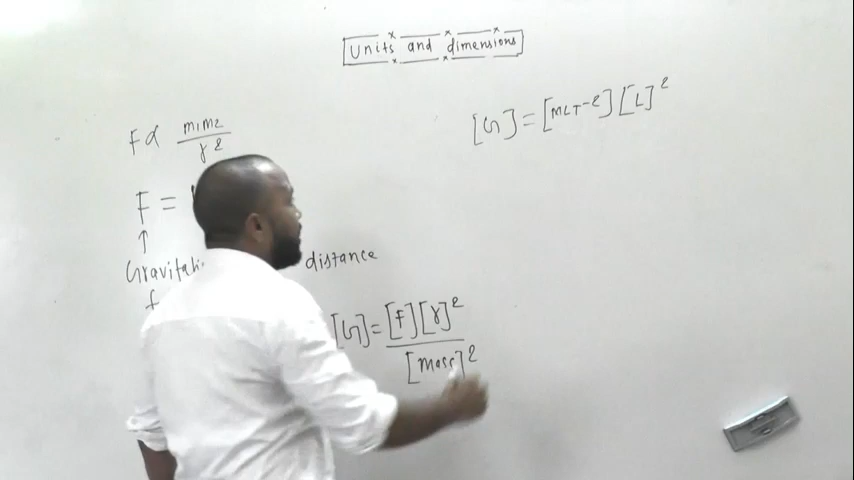 Units and dimensions
F∝ m1m2
r2
F =
↑
Gravitati
f
distance
[G]=[F][r]2
[Mass]2
[G]=[MLT-2][L]2